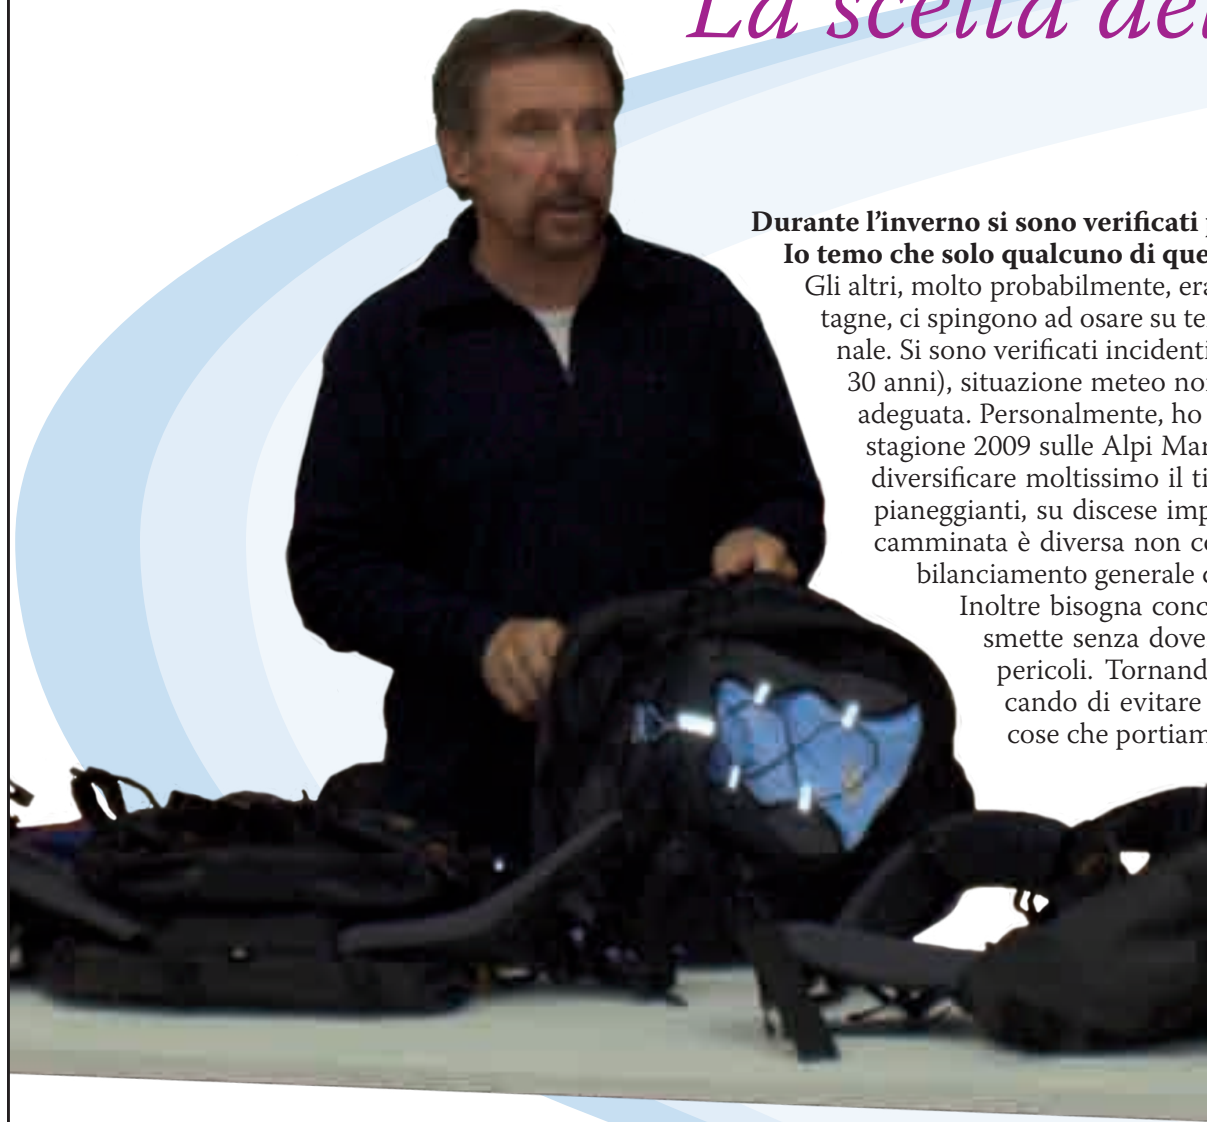 La scelta del
Durante l’inverno si sono verificati
Io temo che solo qualcuno di que
Gli altri, molto probabilmente, era
tagne, ci spingono ad osare su te
nale. Si sono verificati incidenti
30 anni), situazione meteo non
adeguata. Personalmente, ho
stagione 2009 sulle Alpi Mar
diversificare moltissimo il ti
pianeggianti, su discese imp
camminata è diversa non co
bilanciamento generale
Inoltre bisogna conc
smette senza dove
pericoli. Tornand
cando di evitare
cose che portiam